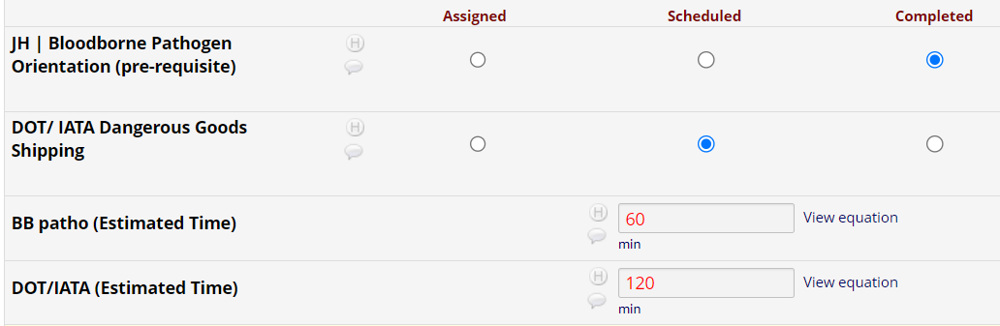 Assigned Scheduled Completed
JH | Bloodborne Pathogen
Orientation (pre-requisite)
H
DOT/ IATA Dangerous Goods
Shipping
H
BB patho (Estimated Time)
H
60
View equation
min
DOT/IATA (Estimated Time)
H
120
View equation
min